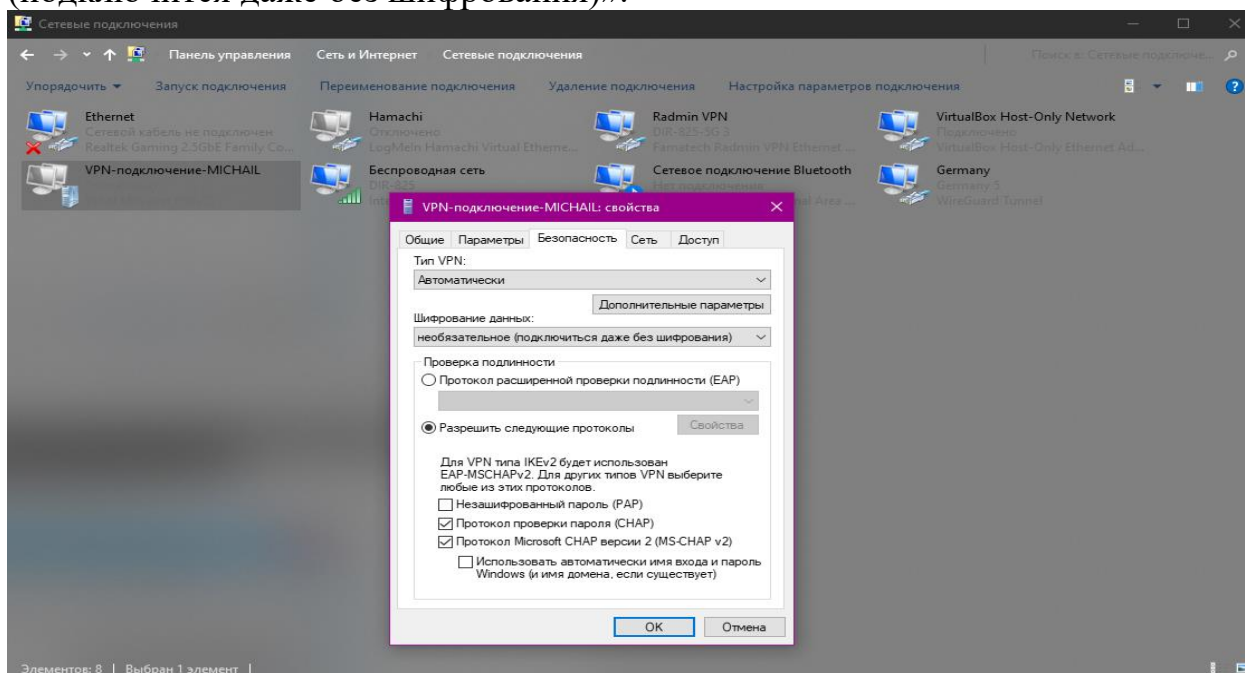 (подключится даже без шифрования)».
Сетевые подключения
Панель управления Сеть и Интернет Сетевые подключения
Поиск в: Сетевые подключе...
Упорядочить Запуск подключения Переименование подключения Удаление подключения Настройка параметров подключения
Ethernet
Сетевой кабель не подключен
Realtek Gaming 2.5GbE Family Co...
Hamachi
Отключено
LogMeIn Hamachi Virtual Etherne...
Radmin VPN
DIR-825-5G 3
Famatech Radmin VPN Ethernet ...
VirtualBox Host-Only Network
Подключено
VirtualBox Host-Only Ethernet Ad...
VPN-подключение-MICHAIL
Беспроводная сеть
DIR-825
Сетевое подключение Bluetooth
Нет подключения
Germany
Germany 5
WireGuard Tunnel
VPN-подключение-MICHAIL: свойства
Общие Параметры Безопасность Сеть Доступ
Тип VPN:
Автоматически
Дополнительные параметры
Шифрование данных:
необязательное (подключиться даже без шифрования)
Проверка подлинности
Протокол расширенной проверки подлинности (EAP)
Разрешить следующие протоколы
Свойства
Для VPN типа IKEv2 будет использован
EAP-MSCHAPv2. Для других типов VPN выберите
любые из этих протоколов.
Незашифрованный пароль (PAP)
Протокол проверки пароля (CHAP)
Протокол Microsoft CHAP версии 2 (MS-CHAP v2)
Использовать автоматически имя входа и пароль
Windows (и имя домена, если существует)
OK Отмена
Элементов: 8 Выбран 1 элемент